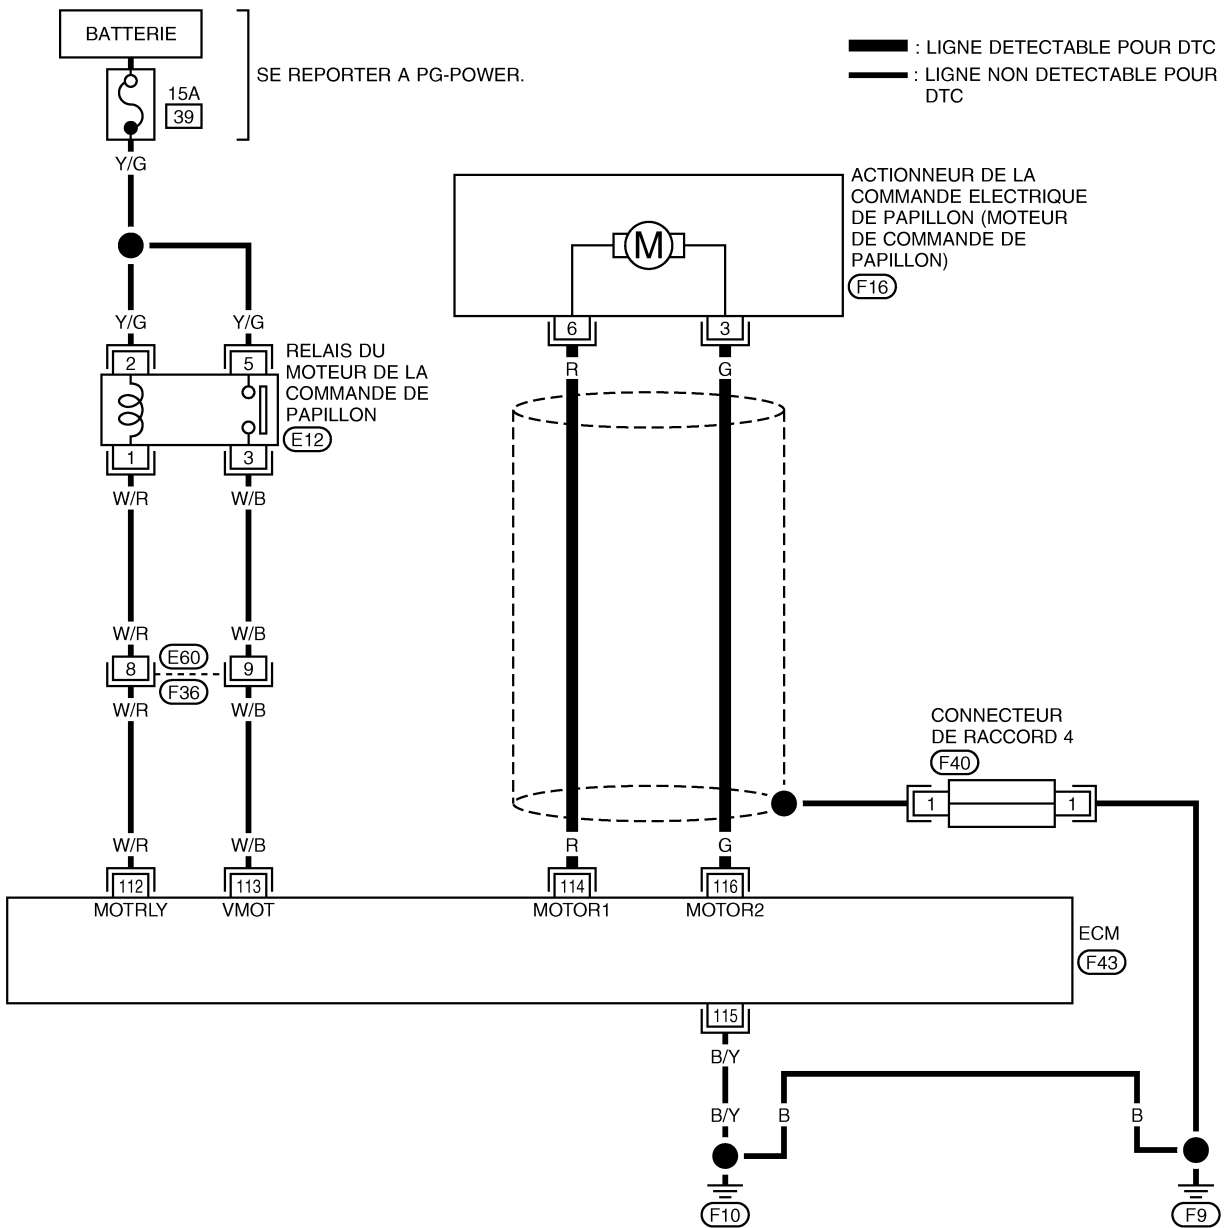 BATTERIE
SE REPORTER A PG-POWER.
: LIGNE DETECTABLE POUR DTC
: LIGNE NON DETECTABLE POUR
DTC
15A
39
Y/G
ACTIONNEUR DE LA
COMMANDE ELECTRIQUE
DE PAPILLON (MOTEUR
DE COMMANDE DE
PAPILLON)
F16
M
6
3
R
G
Y/G
Y/G
2
5
RELAIS DU
MOTEUR DE LA
COMMANDE DE
PAPILLON
E12
1
3
W/R
W/B
W/R
W/B
8
E60
F36
9
W/R
W/B
CONNECTEUR
DE RACCORD 4
F40
1
1
W/R
W/B
R
G
112
113
114
116
MOTRLY
VMOT
MOTOR1
MOTOR2
ECM
F43
115
B/Y
B/Y
B
B
F10
F9